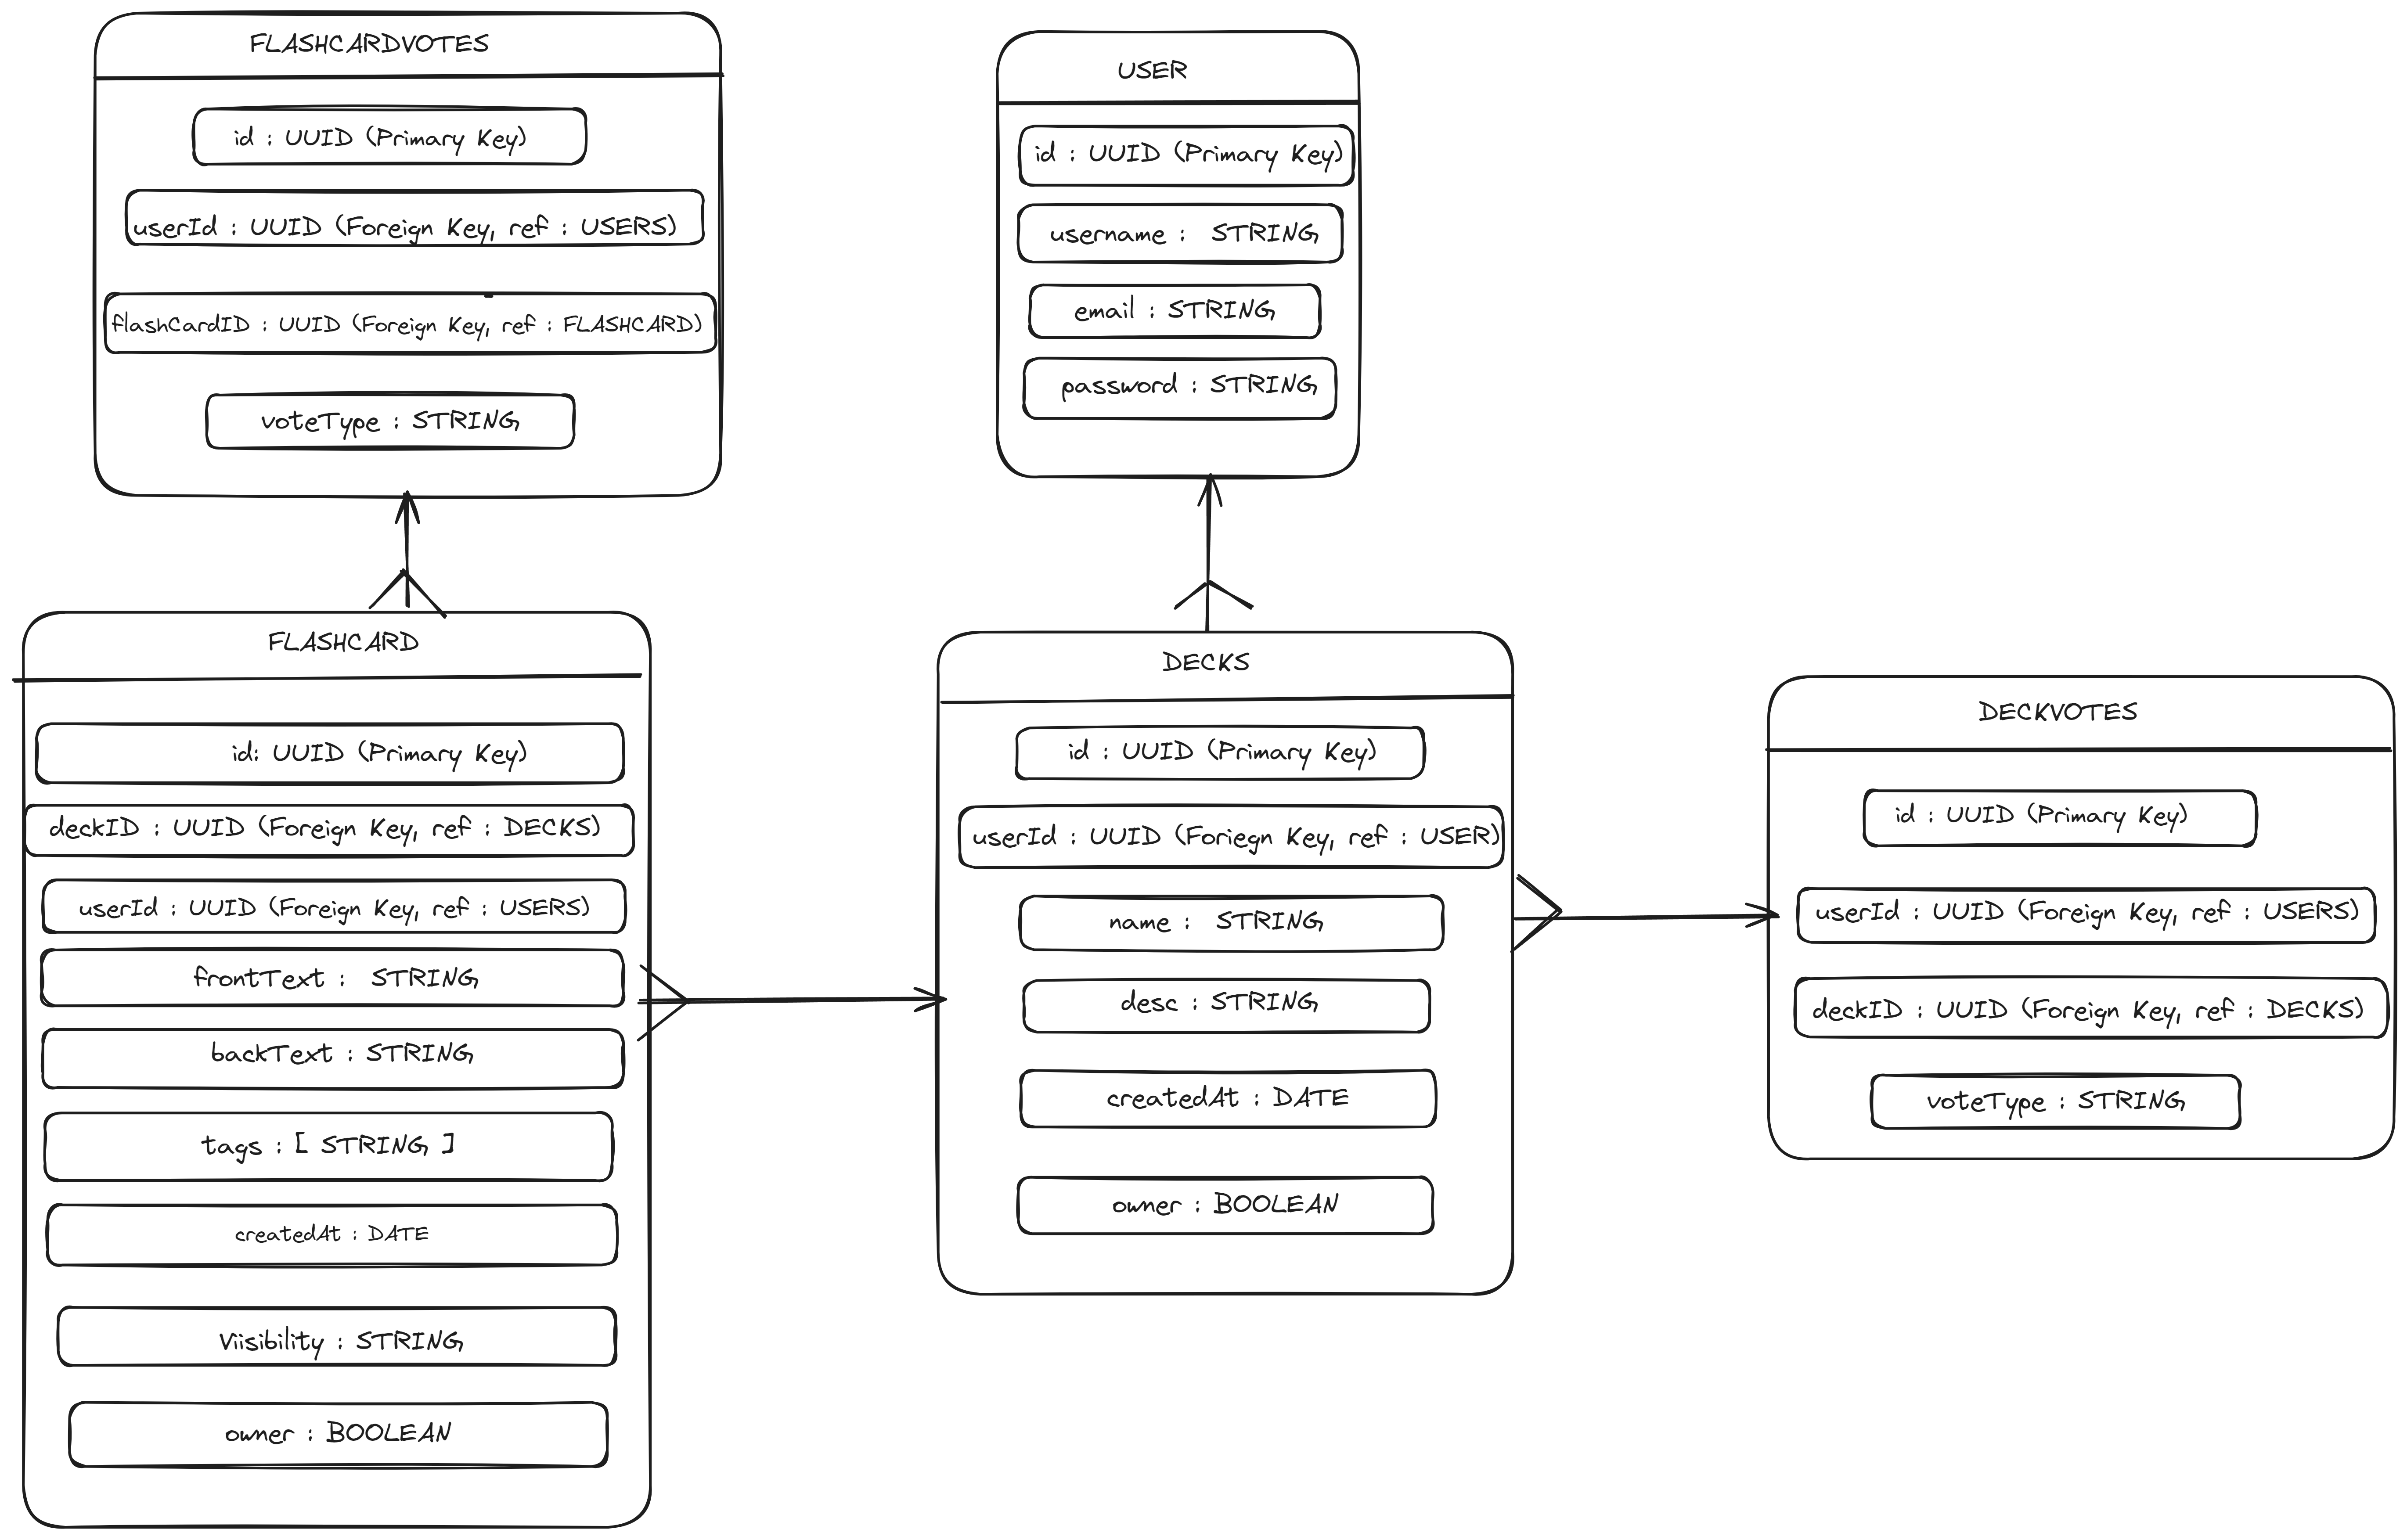 FLASHCARDVOTES
id : UUID (Primary Key)
userId : UUID (Foreign Key, ref : USERS)
flashCardID : UUID (Foreign Key, ref : FLASHCARD)
voteType : STRING
USER
id : UUID (Primary Key)
username : STRING
email : STRING
password : STRING
FLASHCARD
id: UUID (Primary Key)
deckID : UUID (Foreign Key, ref : DECKS)
userId : UUID (Foreign Key, ref : USERS)
frontText : STRING
backText : STRING
tags : [ STRING ]
createdAt : DATE
Viisibility : STRING
owner : BOOLEAN
DECKS
id : UUID (Primary Key)
userId : UUID (Foriegn Key, ref : USER)
name : STRING
desc : STRING
createdAt : DATE
owner : BOOLEAN
DECKVOTES
id : UUID (Primary Key)
userId : UUID (Foreign Key, ref : USERS)
deckID : UUID (Foreign Key, ref : DECKS)
voteType : STRING